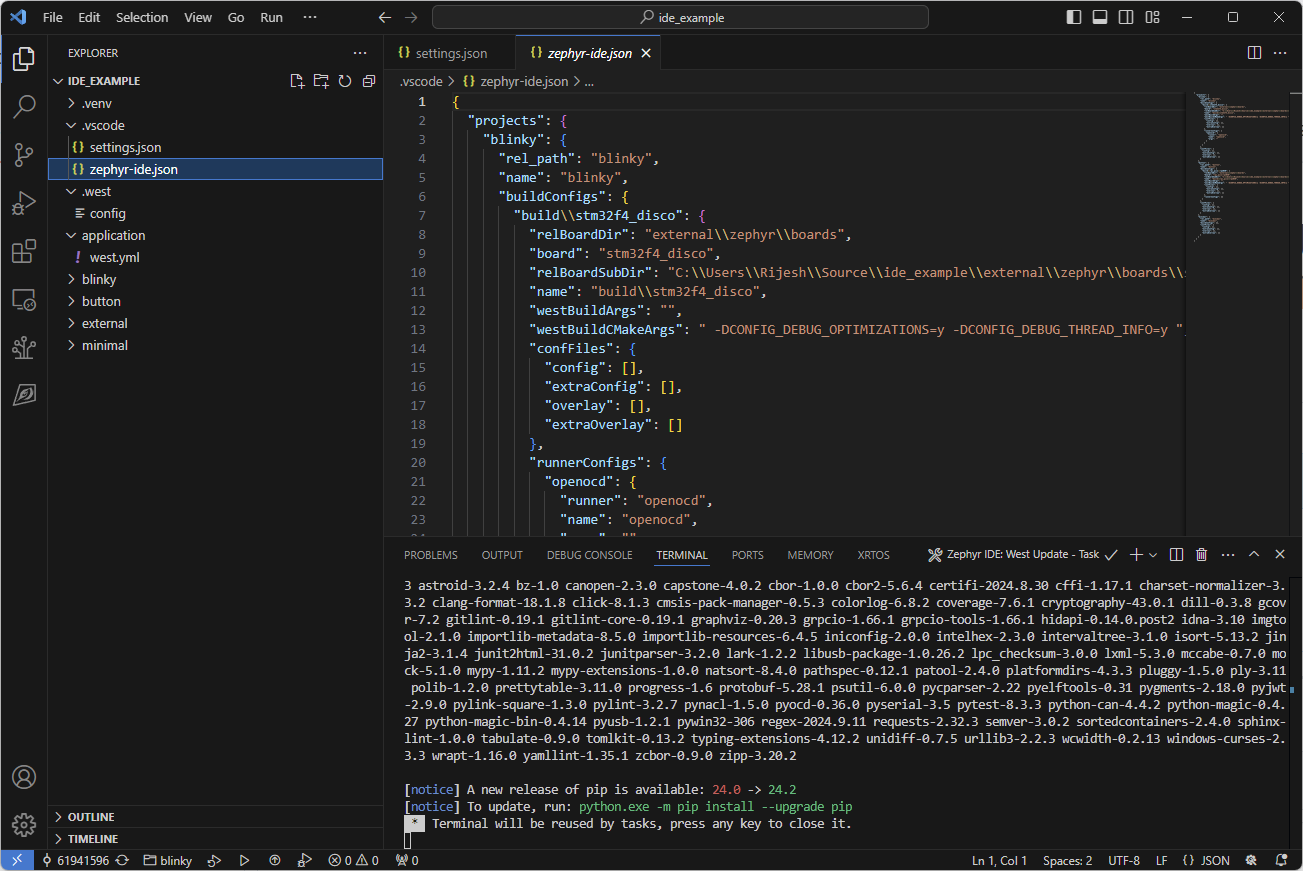 File Edit Selection View Go Run ··· ide_example
EXPLORER ···
IDE_EXAMPLE
.venv
.vscode
{} settings.json
{} zephyr-ide.json
.west
config
application
! west.yml
blinky
button
external
minimal
OUTLINE
TIMELINE
{} settings.json {} zephyr-ide.json
.vscode > {} zephyr-ide.json > ...
1 {
2 "projects": {
3 "blinky": {
4 "rel_path": "blinky",
5 "name": "blinky",
6 "buildConfigs": {
7 "build\\stm32f4_disco": {
8 "relBoardDir": "external\\zephyr\\boards",
9 "board": "stm32f4_disco",
10 "relBoardSubDir": "C:\\Users\\Rijesh\\Source\\ide_example\\external\\zephyr\\boards\\
11 "name": "build\\stm32f4_disco",
12 "westBuildArgs": "",
13 "westBuildCMakeArgs": " -DCONFIG_DEBUG_OPTIMIZATIONS=y -DCONFIG_DEBUG_THREAD_INFO=y ",
14 "confFiles": {
15 "config": [],
16 "extraConfig": [],
17 "overlay": [],
18 "extraOverlay": []
19 },
20 "runnerConfigs": {
21 "openocd": {
22 "runner": "openocd",
23 "name": "openocd",
PROBLEMS OUTPUT DEBUG CONSOLE TERMINAL PORTS MEMORY XRTOS Zephyr IDE: West Update - Task
3 astroid-3.2.4 bz-1.0 canopen-2.3.0 capstone-4.0.2 cbor-1.0.0 cbor2-5.6.4 certifi-2024.8.30 cffi-1.17.1 charset-normalizer-3.
3.2 clang-format-18.1.8 click-8.1.3 cmsis-pack-manager-0.5.3 colorlog-6.8.2 coverage-7.6.1 cryptography-43.0.1 dill-0.3.8 gcov
r-7.2 gitlint-0.19.1 gitlint-core-0.19.1 graphviz-0.20.3 grpcio-1.66.1 grpcio-tools-1.66.1 hidapi-0.14.0.post2 idna-3.10 imgto
ol-2.1.0 importlib-metadata-8.5.0 importlib-resources-6.4.5 iniconfig-2.0.0 intelhex-2.3.0 intervaltree-3.1.0 isort-5.13.2 jin
ja2-3.1.4 junit2html-31.0.2 junitparser-3.2.0 lark-1.2.2 libusb-package-1.0.26.2 lpc_checksum-3.0.0 lxml-5.3.0 mccabe-0.7.0 mo
ck-5.1.0 mypy-1.11.2 mypy-extensions-1.0.0 natsort-8.4.0 pathspec-0.12.1 patool-2.4.0 platformdirs-4.3.3 pluggy-1.5.0 ply-3.11
polib-1.2.0 prettytable-3.11.0 progress-1.6 protobuf-5.28.1 psutil-6.0.0 pycparser-2.22 pyelftools-0.31 pygments-2.18.0 pyjwt
-2.9.0 pylink-square-1.3.0 pylint-3.2.7 pynacl-1.5.0 pyocd-0.36.0 pyserial-3.5 pytest-8.3.3 python-can-4.4.2 python-magic-0.4.
27 python-magic-bin-0.4.14 pyusb-1.2.1 pywin32-306 regex-2024.9.11 requests-2.32.3 semver-3.0.2 sortedcontainers-2.4.0 sphinx-
lint-1.0.0 tabulate-0.9.0 tomlkit-0.13.2 typing-extensions-4.12.2 unidiff-0.7.5 urllib3-2.2.3 wcwidth-0.2.13 windows-curses-2.
3.3 wrapt-1.16.0 yamllint-1.35.1 zcbor-0.9.0 zipp-3.20.2
[notice] A new release of pip is available: 24.0 -> 24.2
[notice] To update, run: python.exe -m pip install --upgrade pip
* Terminal will be reused by tasks, press any key to close it.
61941596 blinky 0 0 0 Ln 1, Col 1 Spaces: 2 UTF-8 LF {} JSON